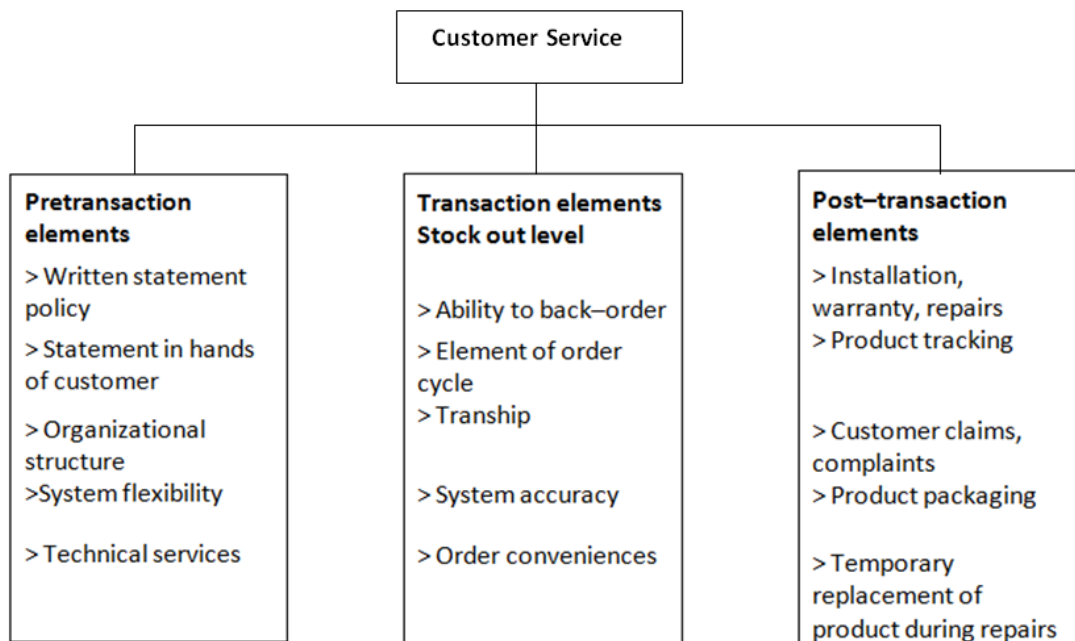 Customer Service
Pretransaction
elements
> Written statement
policy
> Statement in hands
of customer
> Organizational
structure
>System flexibility
> Technical services
Transaction elements
Stock out level
> Ability to back–order
> Element of order
cycle
> Tranship
> System accuracy
> Order conveniences
Post–transaction
elements
> Installation,
warranty, repairs
> Product tracking
> Customer claims,
complaints
> Product packaging
> Temporary
replacement of
product during repairs